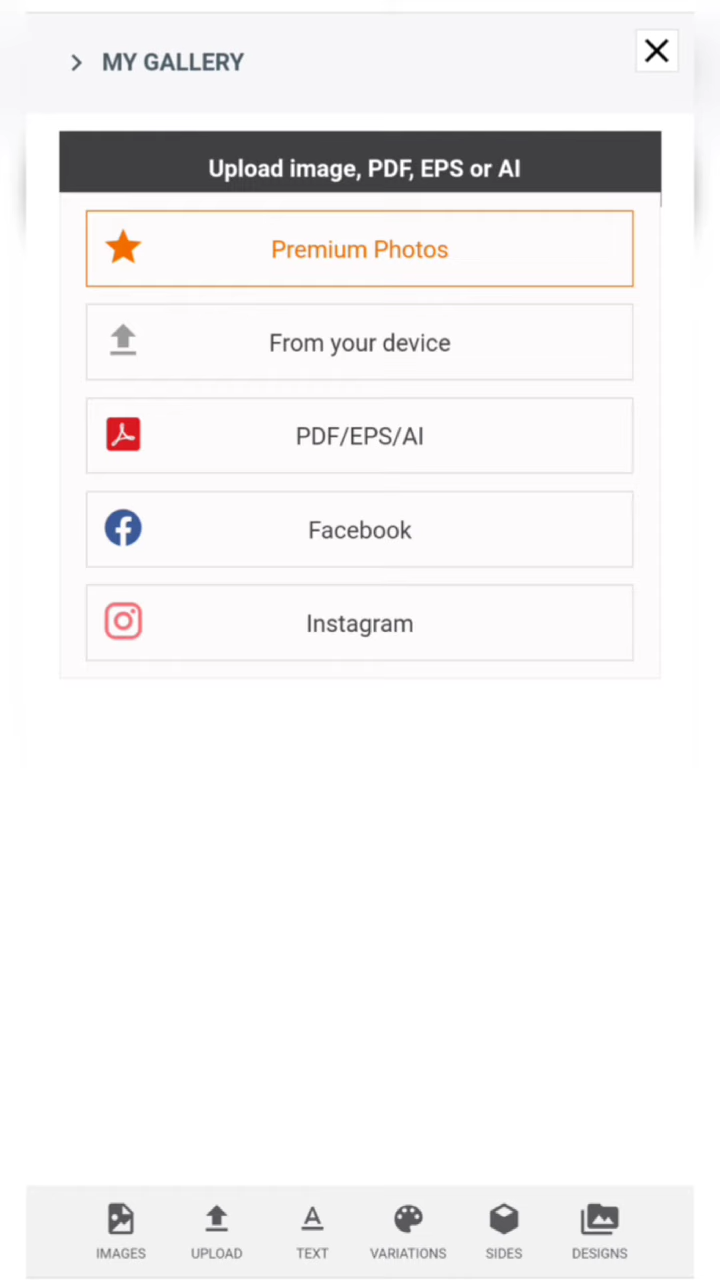 MY GALLERY
Upload image, PDF, EPS or AI
Premium Photos
From your device
PDF/EPS/AI
Facebook
Instagram
IMAGES UPLOAD TEXT VARIATIONS SIDES DESIGNS